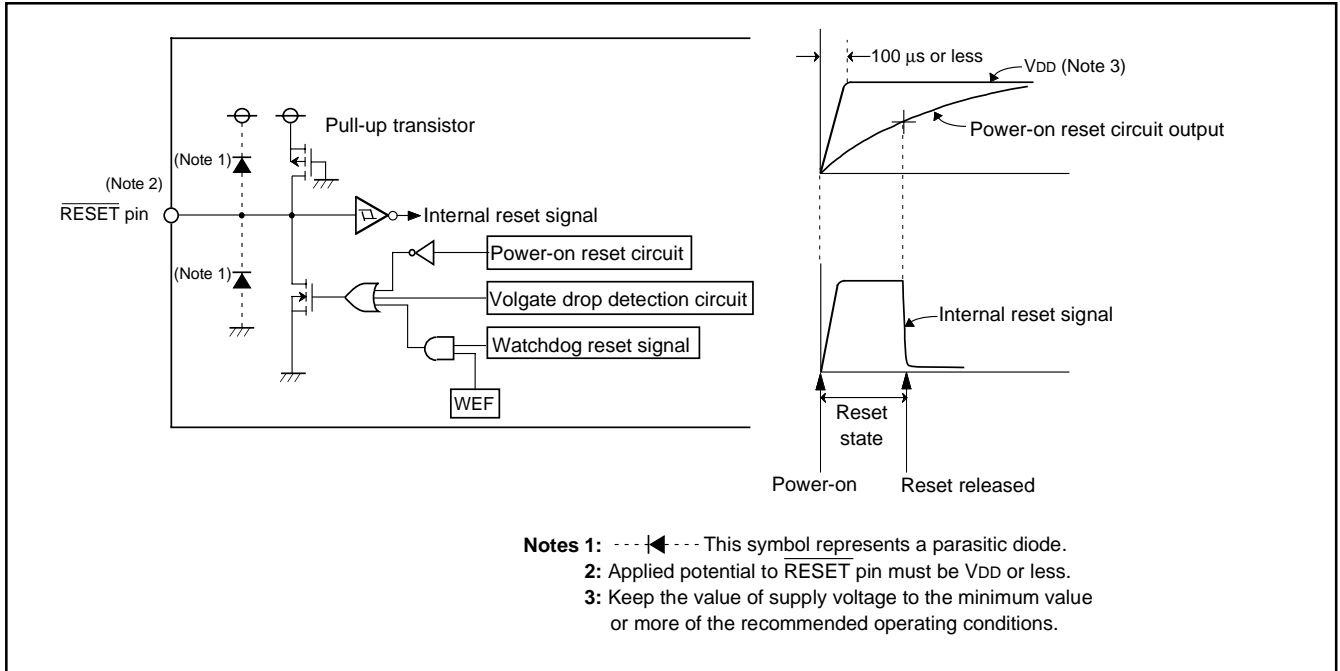 100 µs or less
VDD (Note 3)
Pull-up transistor
Power-on reset circuit output
(Note 1)
(Note 2)
RESET pin
Internal reset signal
Power-on reset circuit
(Note 1)
Volgate drop detection circuit
Internal reset signal
Watchdog reset signal
WEF
Reset
state
Power-on
Reset released
Notes 1: This symbol represents a parasitic diode.
2: Applied potential to RESET pin must be VDD or less.
3: Keep the value of supply voltage to the minimum value
or more of the recommended operating conditions.